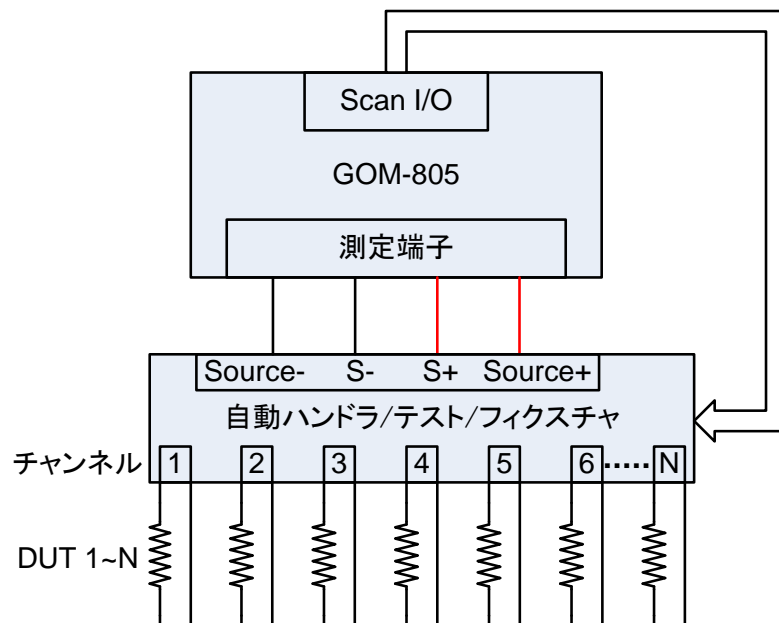 Scan I/O
GOM-805
測定端子
Source- S- S+ Source+
自動ハンドラ/テスト/フィクスチャ
チャンネル 1 2 3 4 5 6 ..... N
DUT 1~N